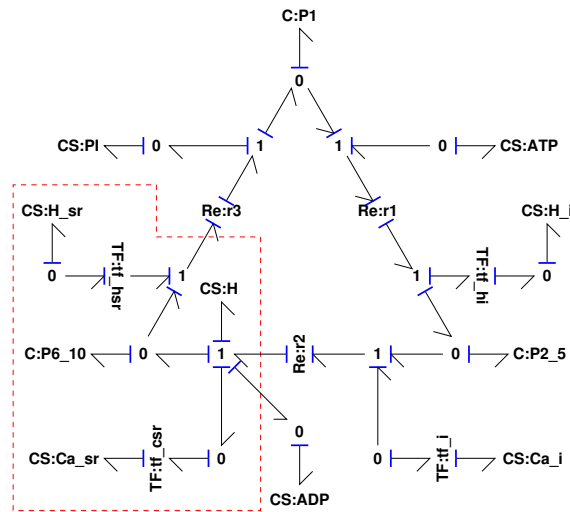 C:P1
0
CS:PI 0 1 1 0 CS:ATP
CS:H_sr Re:r3 Re:r1 CS:H_i
0 TF:tf_hsr 1 1 TF:tf_hi 0
CS:H
C:P6_10 0 1 Re:r2 1 0 C:P2_5
0
CS:Ca_sr TF:tf_csr 0 0 TF:tf_i CS:Ca_i
CS:ADP